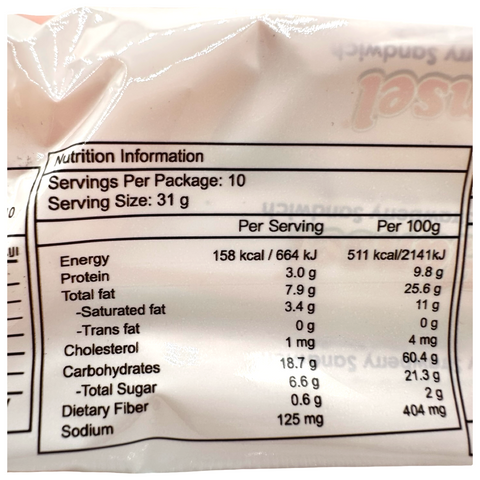 Nutrition Information
Servings Per Package: 10
Serving Size: 31 g
Per Serving Per 100g
Energy 158 kcal / 664 kJ 511 kcal/2141kJ
Protein 3.0 g 9.8 g
Total fat 7.9 g 25.6 g
-Saturated fat 3.4 g 11 g
-Trans fat 0 g 0 g
Cholesterol 1 mg 4 mg
Carbohydrates 18.7 g 60.4 g
-Total Sugar 6.6 g 21.3 g
Dietary Fiber 0.6 g 2 g
Sodium 125 mg 404 mg